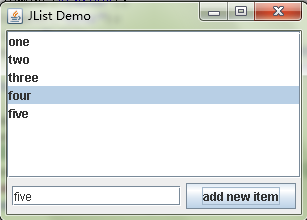 JList Demo
one
two
three
four
five
five
add new item